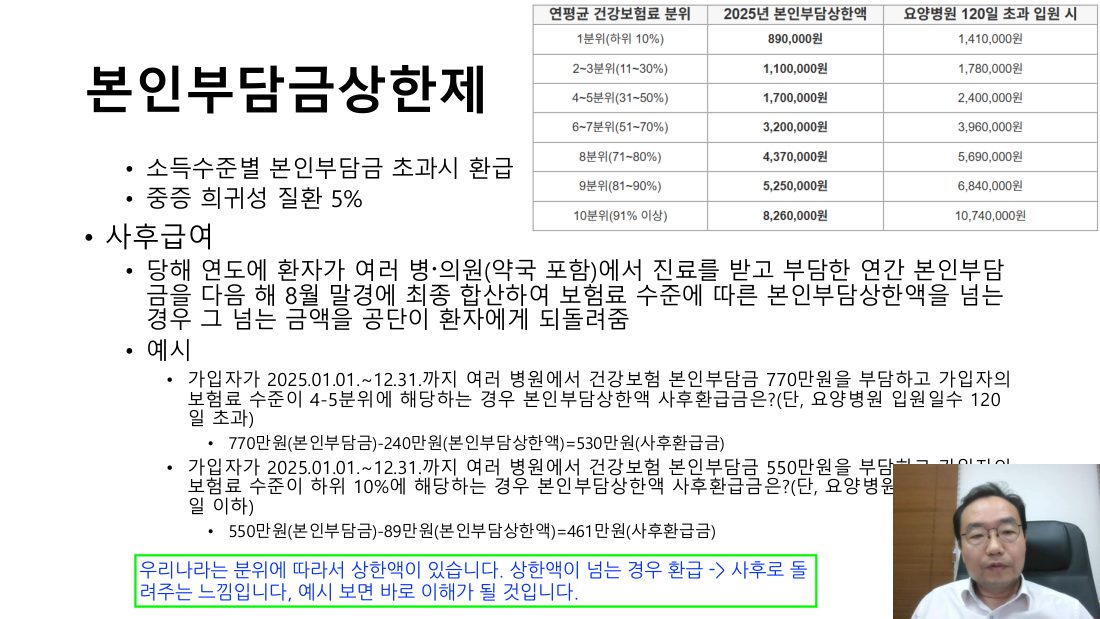 본인부담금상한제
연평균 건강보험료 분위 2025년 본인부담상한액 요양병원 120일 초과 입원 시
1분위(하위 10%) 890,000원 1,410,000원
2~3분위(11~30%) 1,100,000원 1,780,000원
4~5분위(31~50%) 1,700,000원 2,400,000원
6~7분위(51~70%) 3,200,000원 3,960,000원
8분위(71~80%) 4,370,000원 5,690,000원
9분위(81~90%) 5,250,000원 6,840,000원
10분위(91% 이상) 8,260,000원 10,740,000원
• 소득수준별 본인부담금 초과시 환급
• 중증 희귀성 질환 5%
• 사후급여
• 당해 연도에 환자가 여러 병·의원(약국 포함)에서 진료를 받고 부담한 연간 본인부담
금을 다음 해 8월 말경에 최종 합산하여 보험료 수준에 따른 본인부담상한액을 넘는
경우 그 넘는 금액을 공단이 환자에게 되돌려줌
• 예시
• 가입자가 2025.01.01.~12.31.까지 여러 병원에서 건강보험 본인부담금 770만원을 부담하고 가입자의
보험료 수준이 4-5분위에 해당하는 경우 본인부담상한액 사후환급금은?(단, 요양병원 입원일수 120
일 초과)
• 770만원(본인부담금)-240만원(본인부담상한액)=530만원(사후환급금)
• 가입자가 2025.01.01.~12.31.까지 여러 병원에서 건강보험 본인부담금 550만원을
보험료 수준이 하위 10%에 해당하는 경우 본인부담상한액 사후환급금은?(단, 요양병원
일 이하)
• 550만원(본인부담금)-89만원(본인부담상한액)=461만원(사후환급금)
우리나라는 분위에 따라서 상한액이 있습니다. 상한액이 넘는 경우 환급 -> 사후로 돌
려주는 느낌입니다, 예시 보면 바로 이해가 될 것입니다.